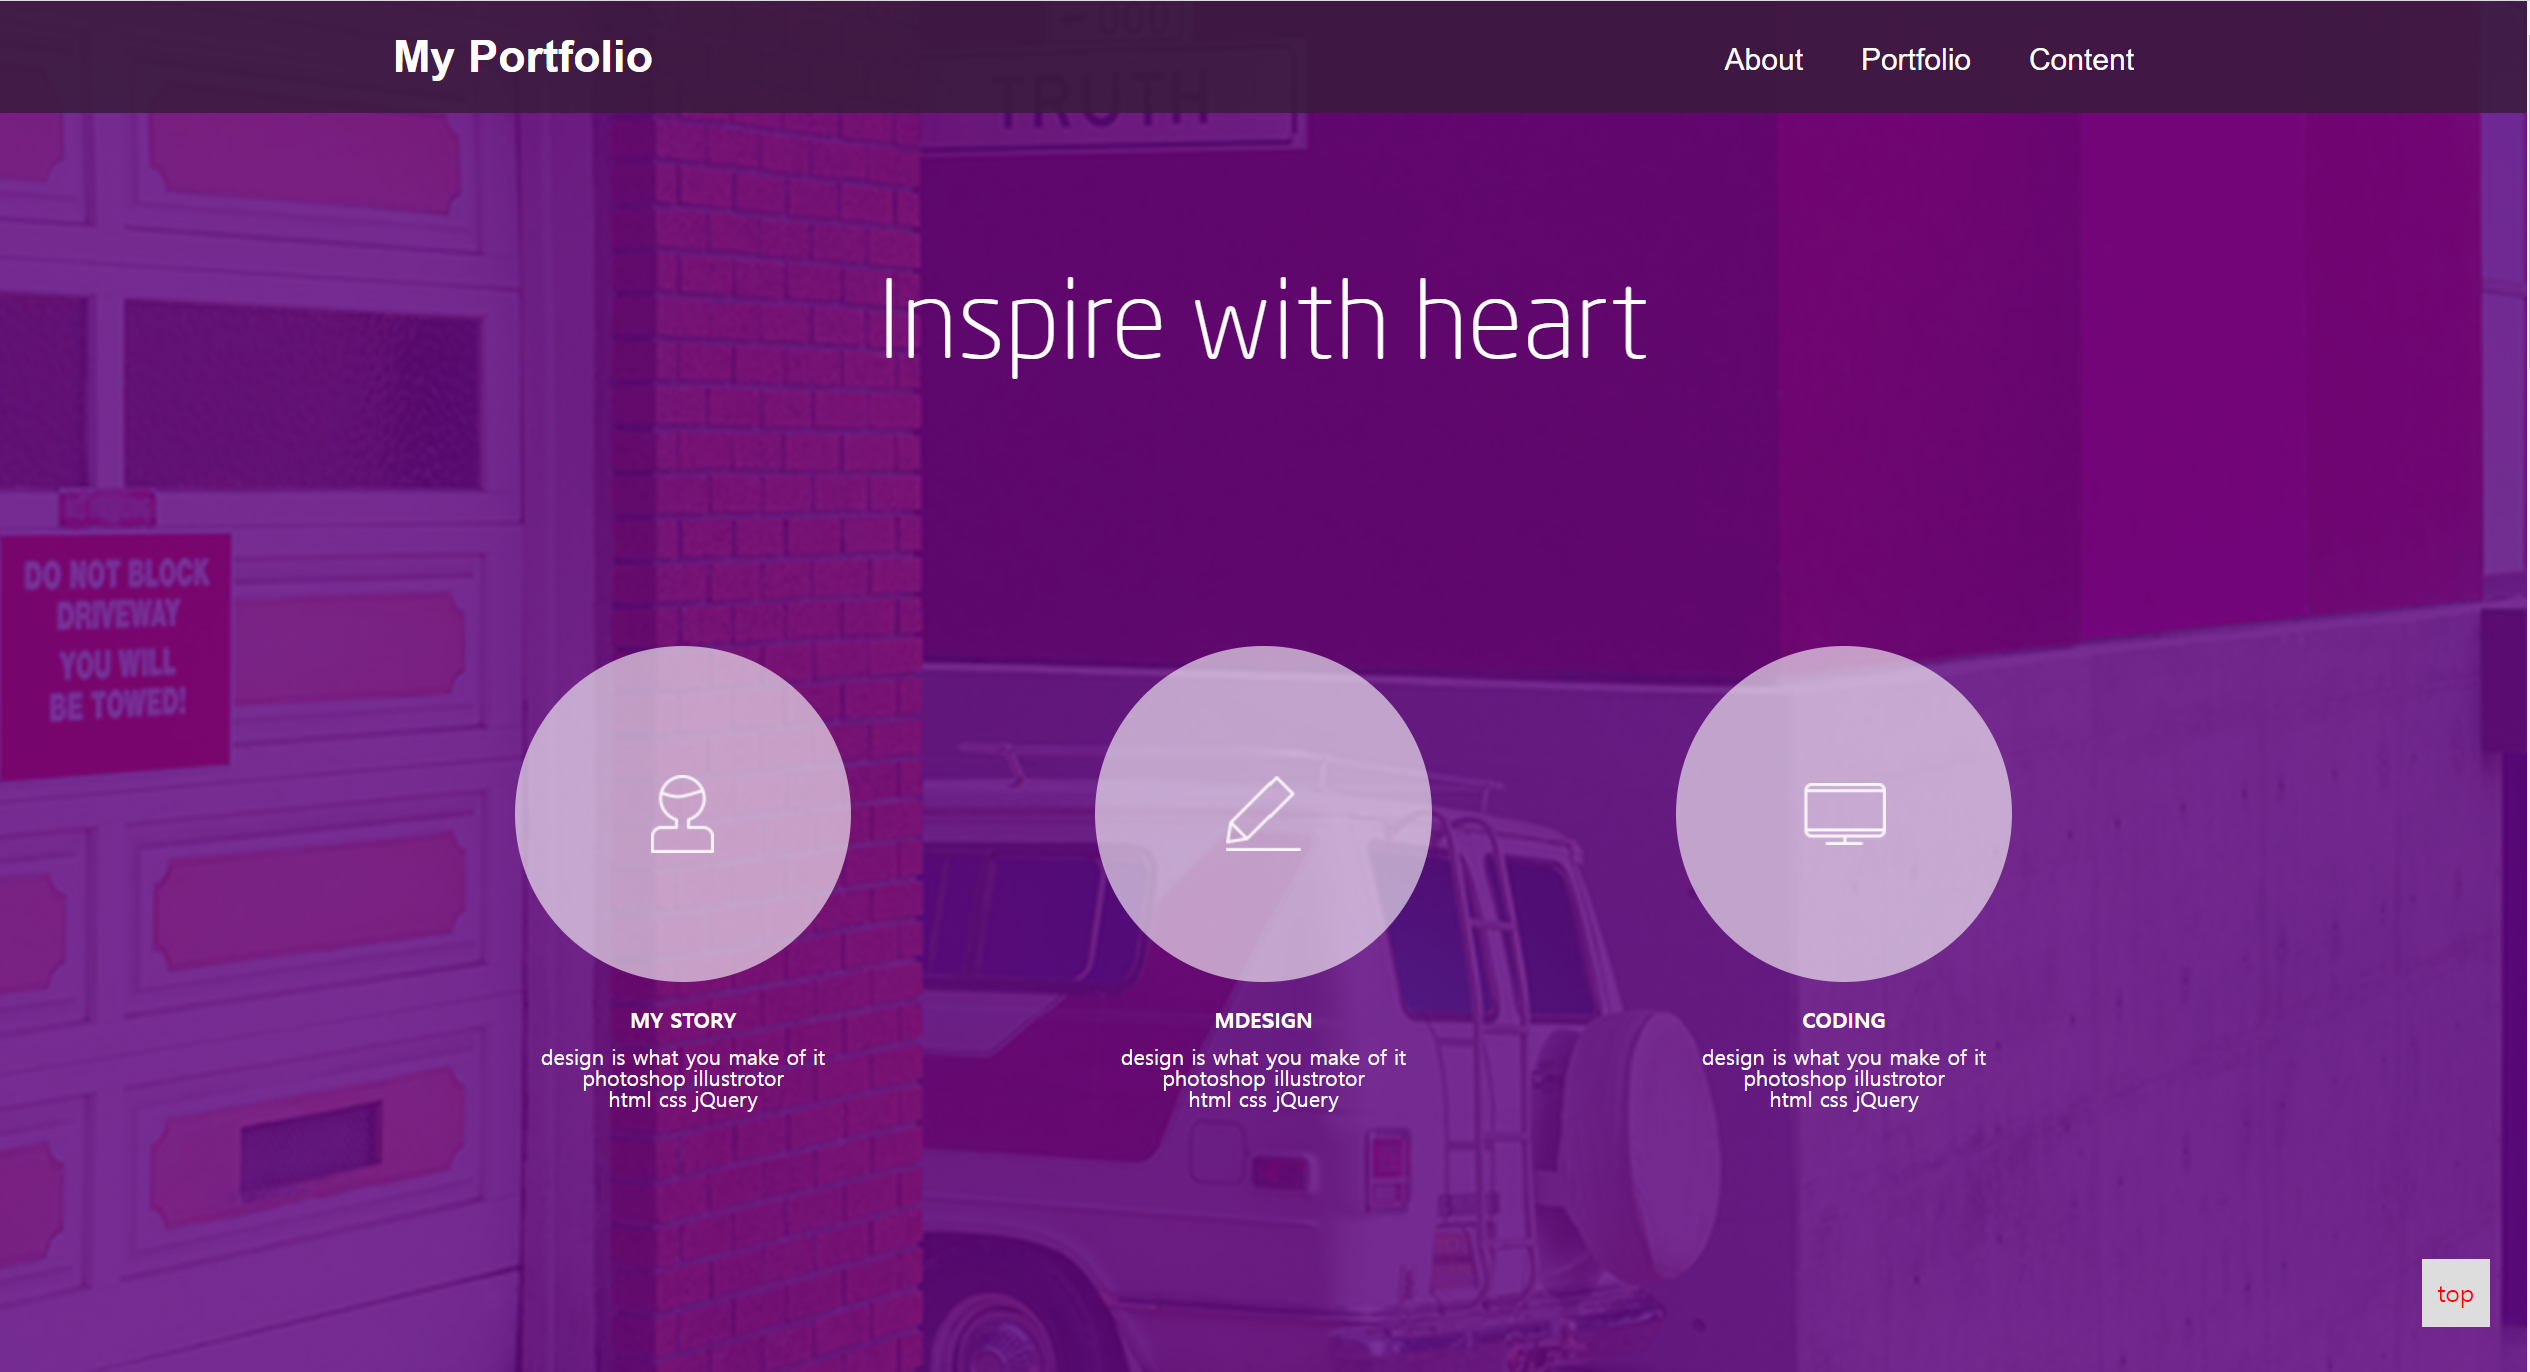 - 000
TRUTH
My Portfolio
About Portfolio Content
Inspire with heart
DO NOT BLOCK
DRIVEWAY
YOU WILL
BE TOWED!
MY STORY
design is what you make of it
photoshop illustrotor
html css jQuery
MDESIGN
design is what you make of it
photoshop illustrotor
html css jQuery
CODING
design is what you make of it
photoshop illustrotor
html css jQuery
top